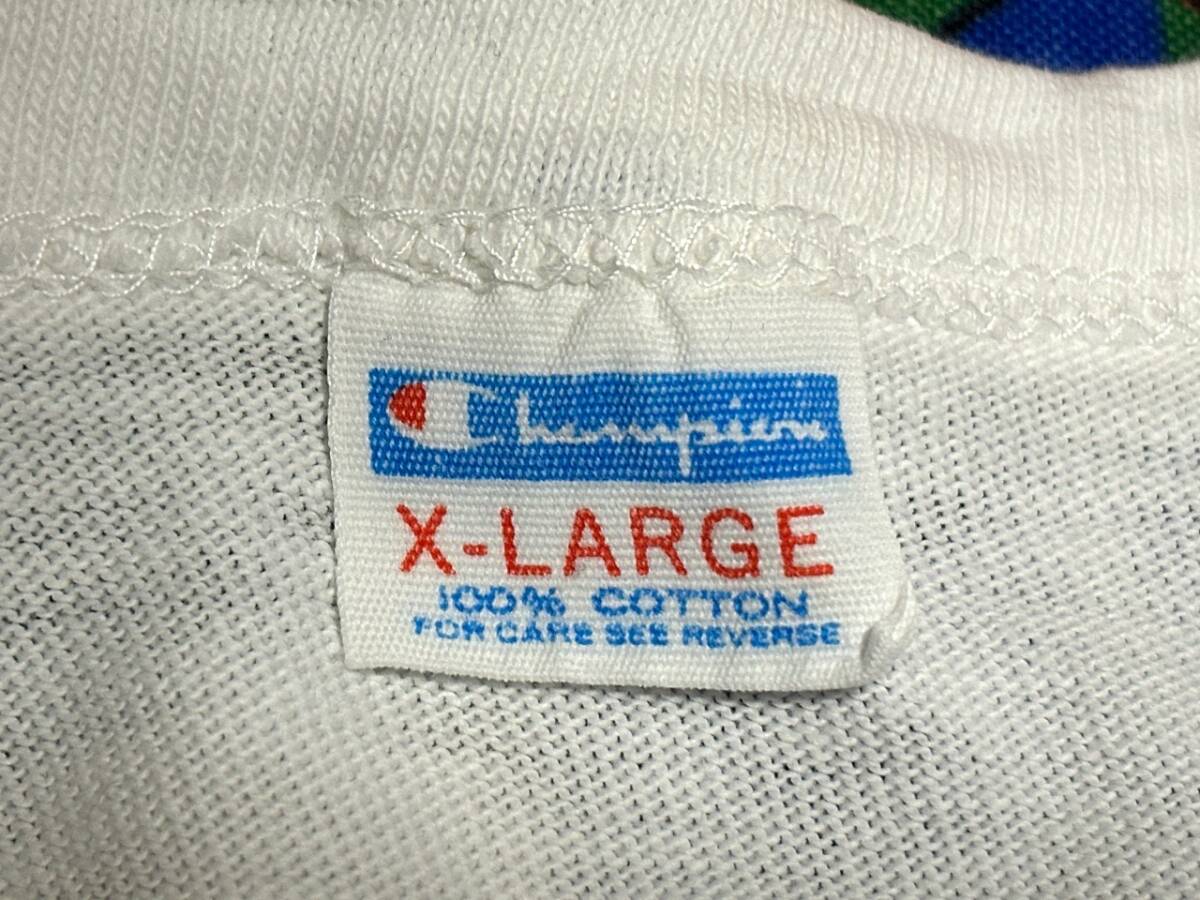 Champion
X-LARGE
100% COTTON
FOR CARE SEE REVERSE